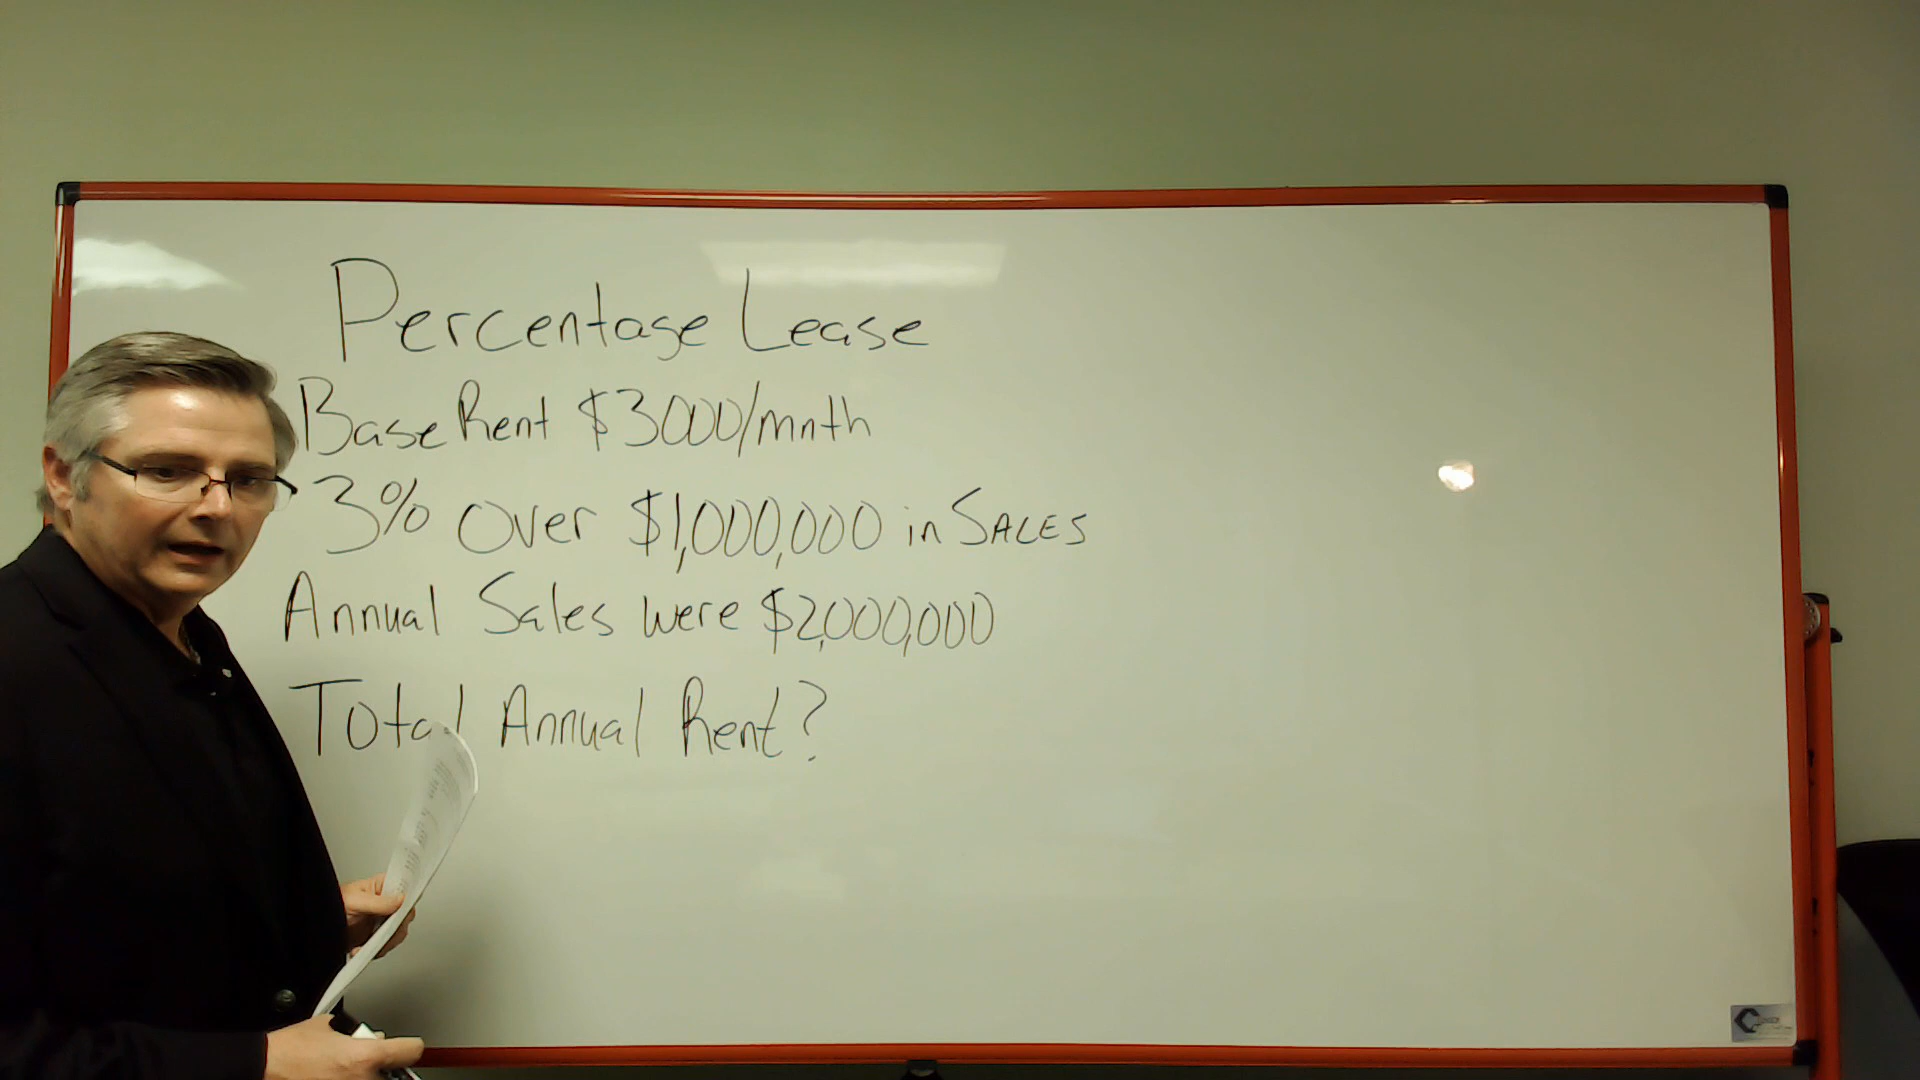 Percentage Lease
Base Rent $3000/mnth
3% Over $1,000,000 in SALES
Annual Sales were $2,000,000
Total Annual Rent?